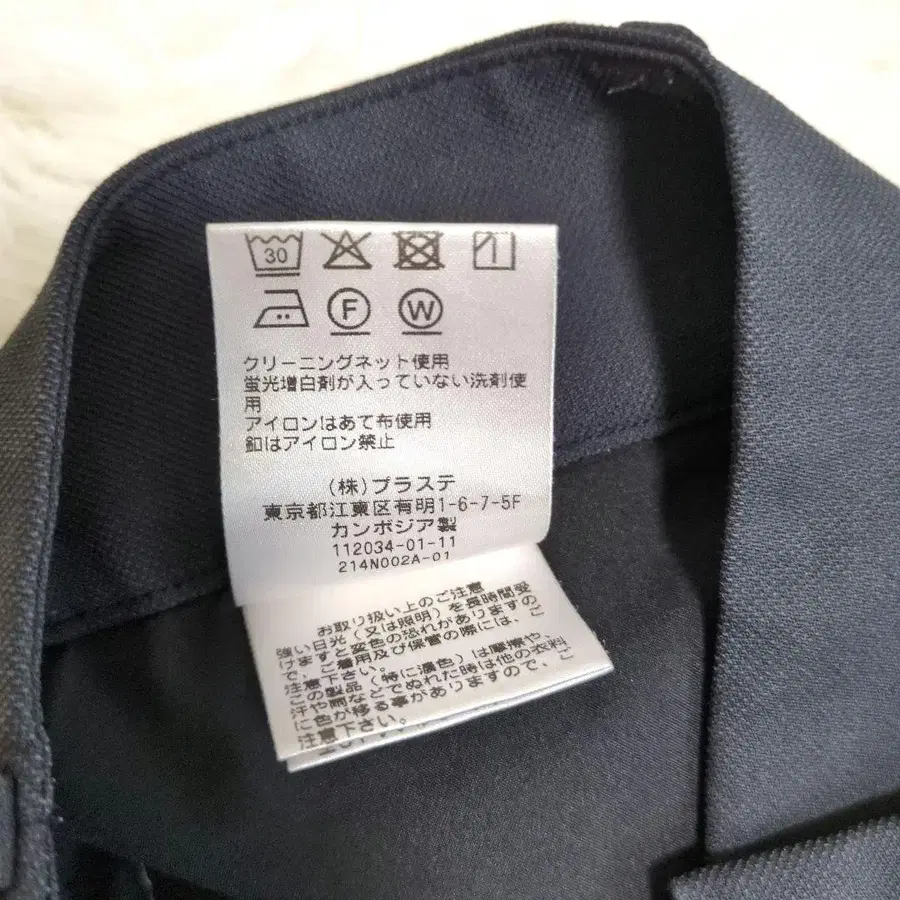 30
F W
クリーニングネット使用
蛍光増白剤が入っていない洗剤使
用
アイロンはあて布使用
釦はアイロン禁止
(株)プラステ
東京都江東区有明1-6-7-5F
カンボジア製
112034-01-11
214N002A-01
お取り扱い上のご注意
強い日光(又は照明)を長時間受
けますと変色の恐れがありますの
で、ご着用及び保管の際には、ご
注意下さい。
この製品(特に濃色)は摩擦や、
汗や雨などでぬれた時は他の衣料
に色が移る事がありますので、ご
注意下さい。